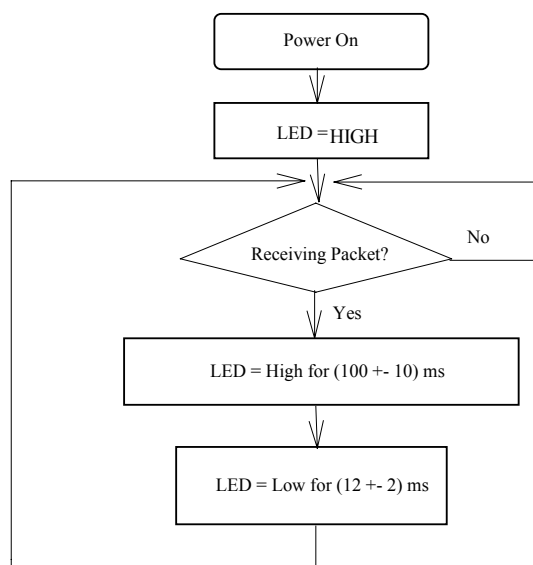 Power On
LED = HIGH
Receiving Packet?
No
Yes
LED = High for (100 +- 10) ms
LED = Low for (12 +- 2) ms